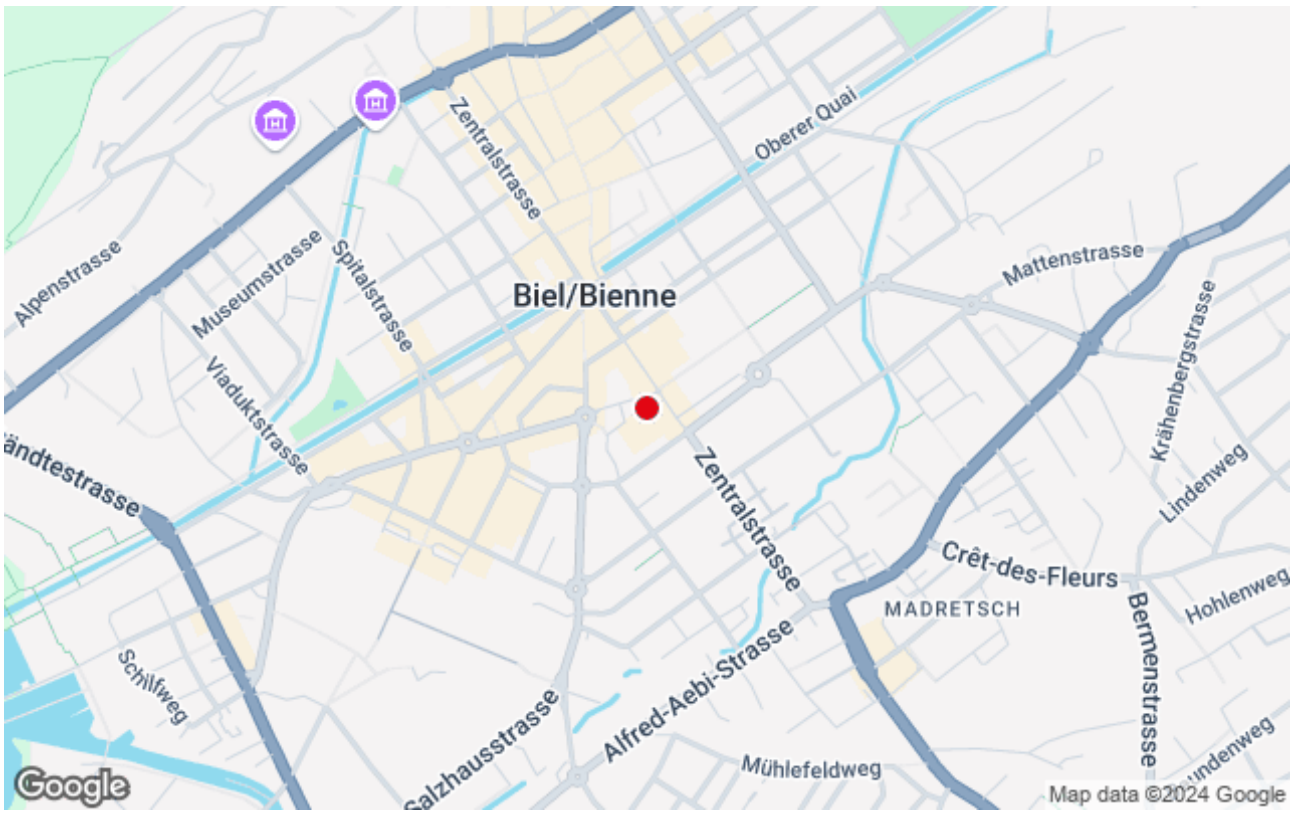 Zentralstrasse
Oberer Quai
Alpenstrasse
Museumstrasse
Spitalstrasse
Mattenstrasse
Biel/Bienne
Krähenbergstrasse
Viaduktstrasse
ändtestrasse
Lindenweg
Zentralstrasse
Crêt-des-Fleurs
Hohlenweg
MADRETSCH
Bermenstrasse
Schilfweg
Alfred-Aebi-Strasse
Salzhausstrasse
Mühlefeldweg
Google
Map data ©2024 Google